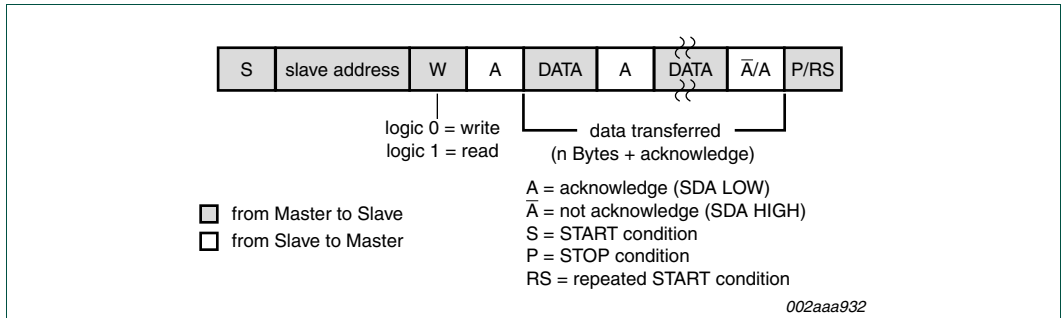 S slave address W A DATA A DATA A̅/A P/RS
logic 0 = write
logic 1 = read
data transferred
(n Bytes + acknowledge)
A = acknowledge (SDA LOW)
A̅ = not acknowledge (SDA HIGH)
S = START condition
P = STOP condition
RS = repeated START condition
from Master to Slave
from Slave to Master
002aaa932